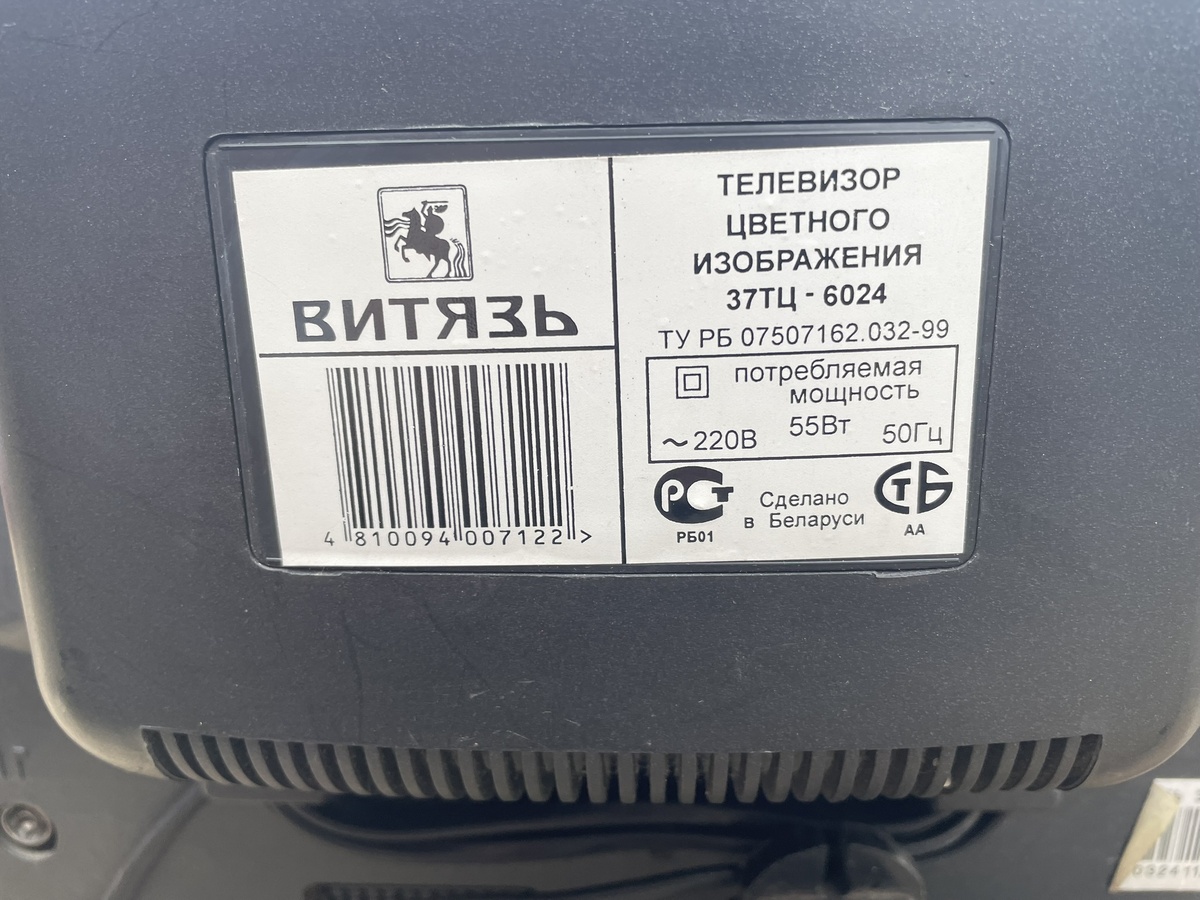 ВИТЯЗЬ
4 810094 007122 >
ТЕЛЕВИЗОР
ЦВЕТНОГО
ИЗОБРАЖЕНИЯ
37ТЦ - 6024
ТУ РБ 07507162.032-99
потребляемая
мощность
~ 220В 55Вт 50Гц
РСТ
РБ01
Сделано
в Беларуси
СТБ
АА